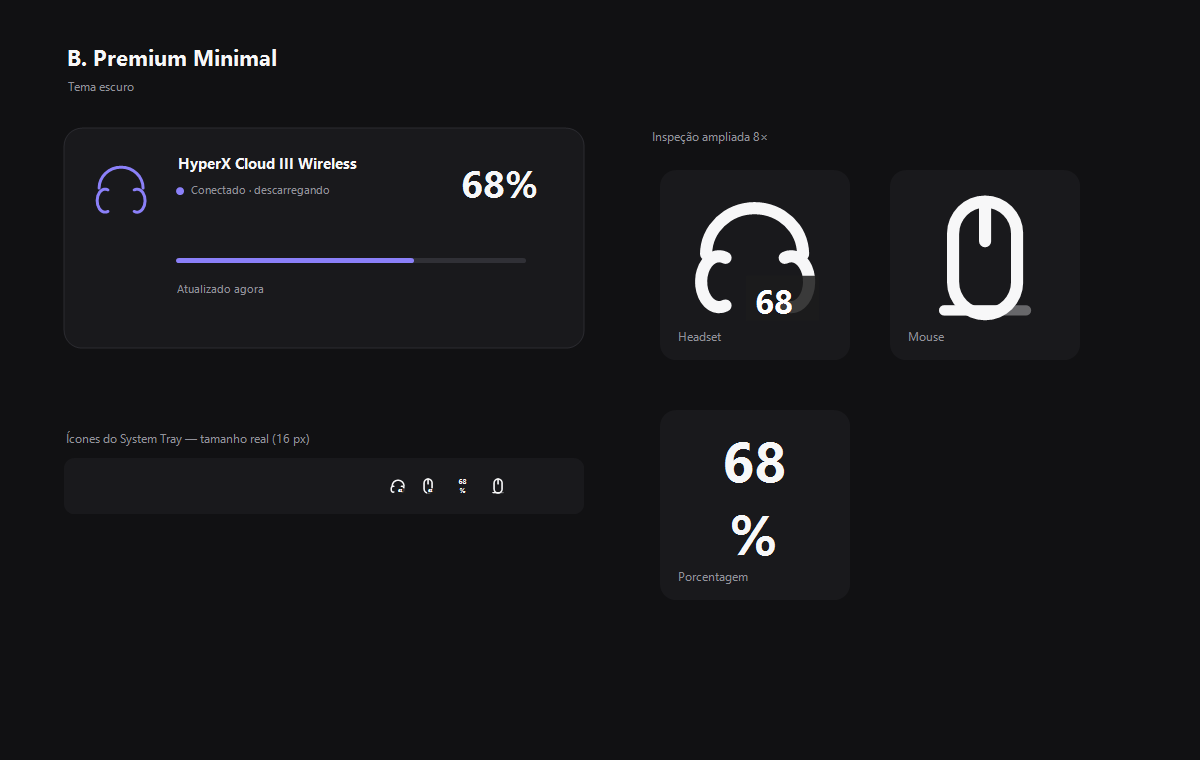 B. Premium Minimal
Tema escuro
HyperX Cloud III Wireless
Conectado · descarregando
68%
Atualizado agora
Inspeção ampliada 8×
68
Headset
Mouse
Ícones do System Tray — tamanho real (16 px)
68
%
68
%
Porcentagem